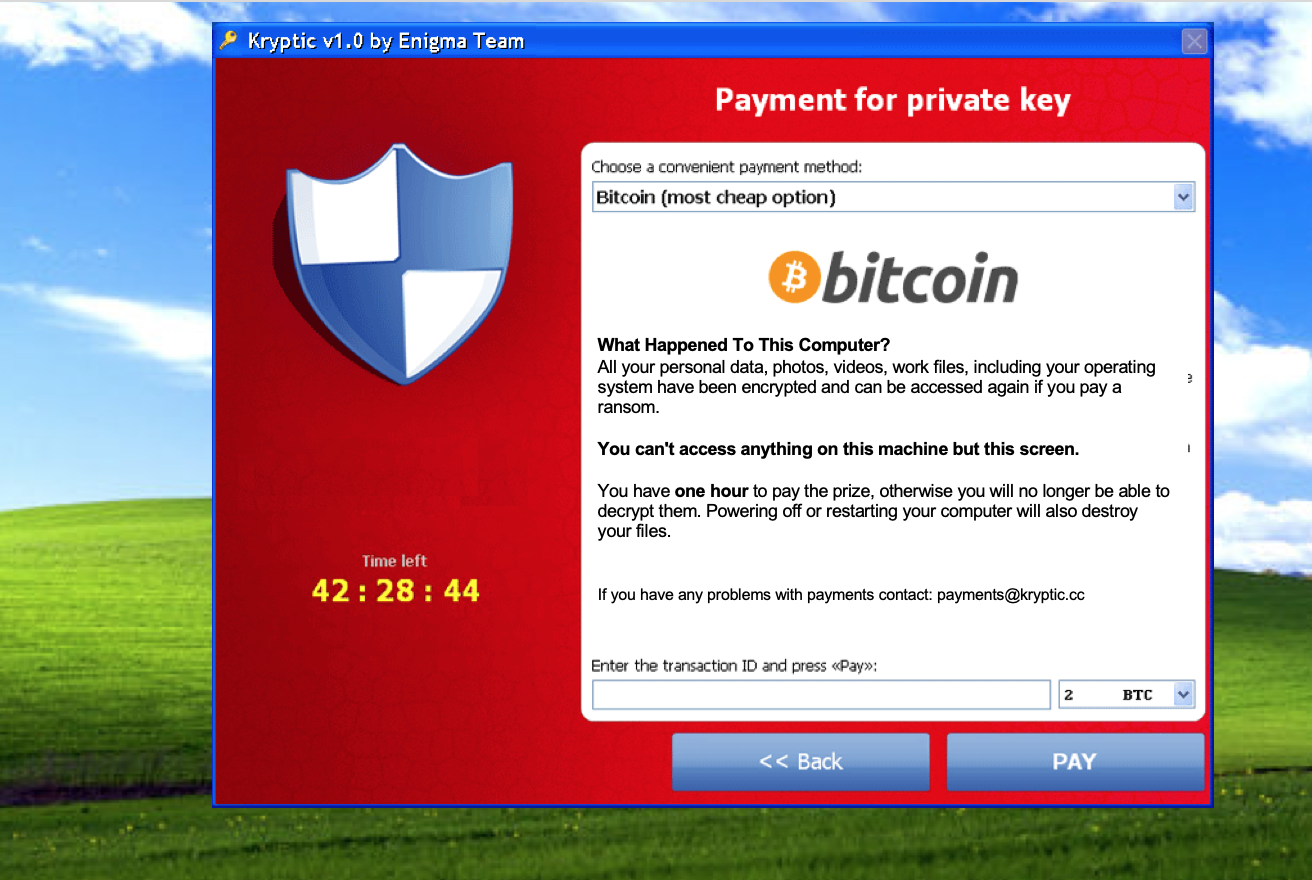 Kryptic v1.0 by Enigma Team
Payment for private key
Choose a convenient payment method:
Bitcoin (most cheap option)
bitcoin
What Happened To This Computer?
All your personal data, photos, videos, work files, including your operating
system have been encrypted and can be accessed again if you pay a
ransom.
You can't access anything on this machine but this screen.
You have one hour to pay the prize, otherwise you will no longer be able to
decrypt them. Powering off or restarting your computer will also destroy
your files.
Time left
42 : 28 : 44
If you have any problems with payments contact: payments@kryptic.cc
Enter the transaction ID and press «Pay»:
2 BTC
<< Back
PAY